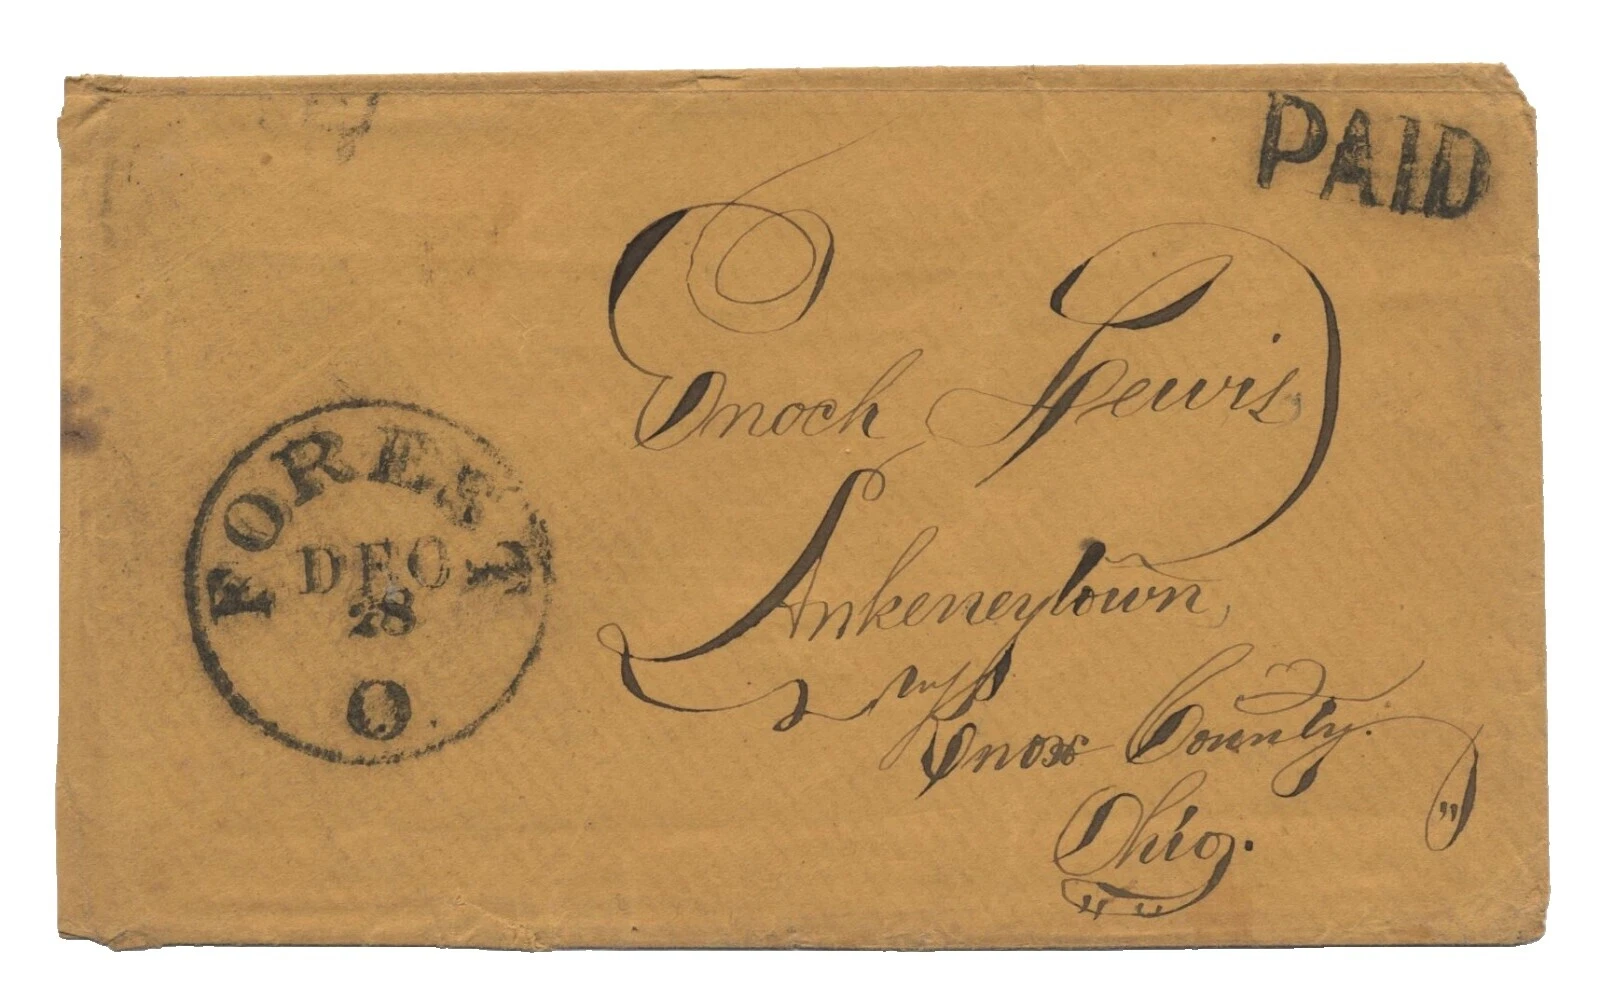 PAID
Enoch Lewis
FOREST
DEC
28
O
Ankeneytown,
Knox County.
Ohio.